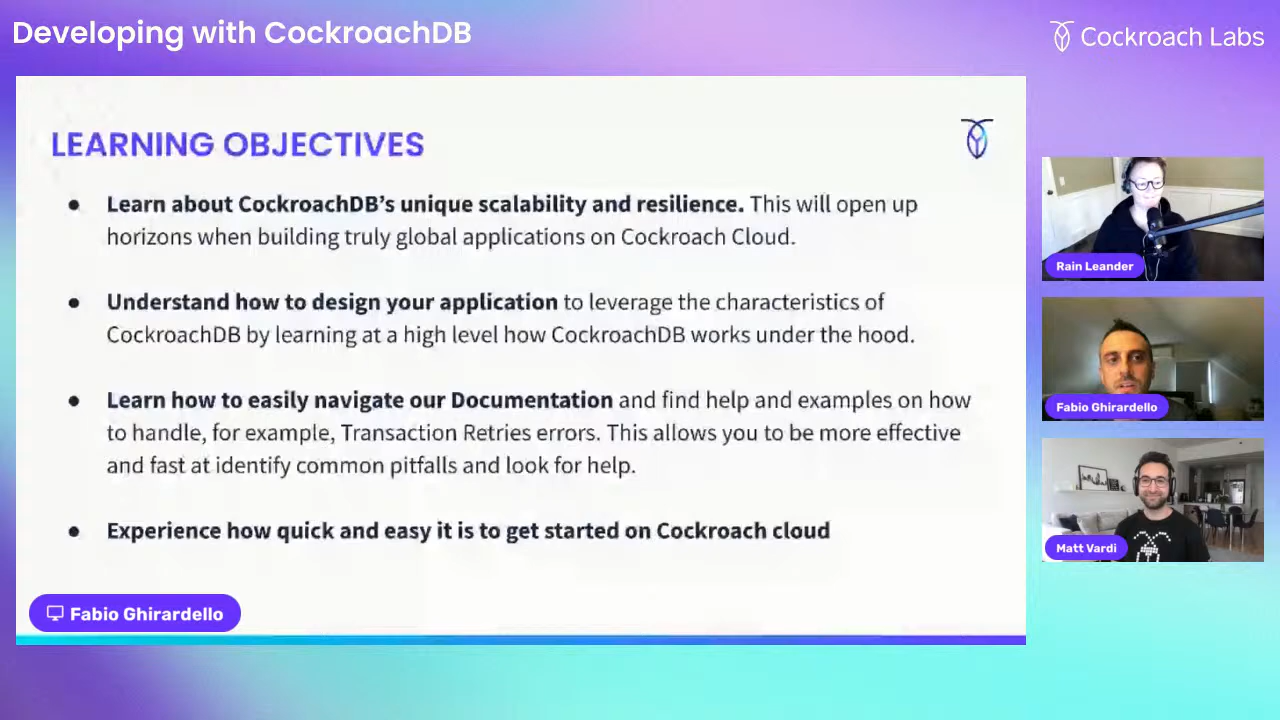 Developing with CockroachDB
Cockroach Labs
LEARNING OBJECTIVES
● Learn about CockroachDB’s unique scalability and resilience. This will open up
horizons when building truly global applications on Cockroach Cloud.
● Understand how to design your application to leverage the characteristics of
CockroachDB by learning at a high level how CockroachDB works under the hood.
● Learn how to easily navigate our Documentation and find help and examples on how
to handle, for example, Transaction Retries errors. This allows you to be more effective
and fast at identify common pitfalls and look for help.
● Experience how quick and easy it is to get started on Cockroach cloud
Fabio Ghirardello
Rain Leander
Fabio Ghirardello
Matt Vardi